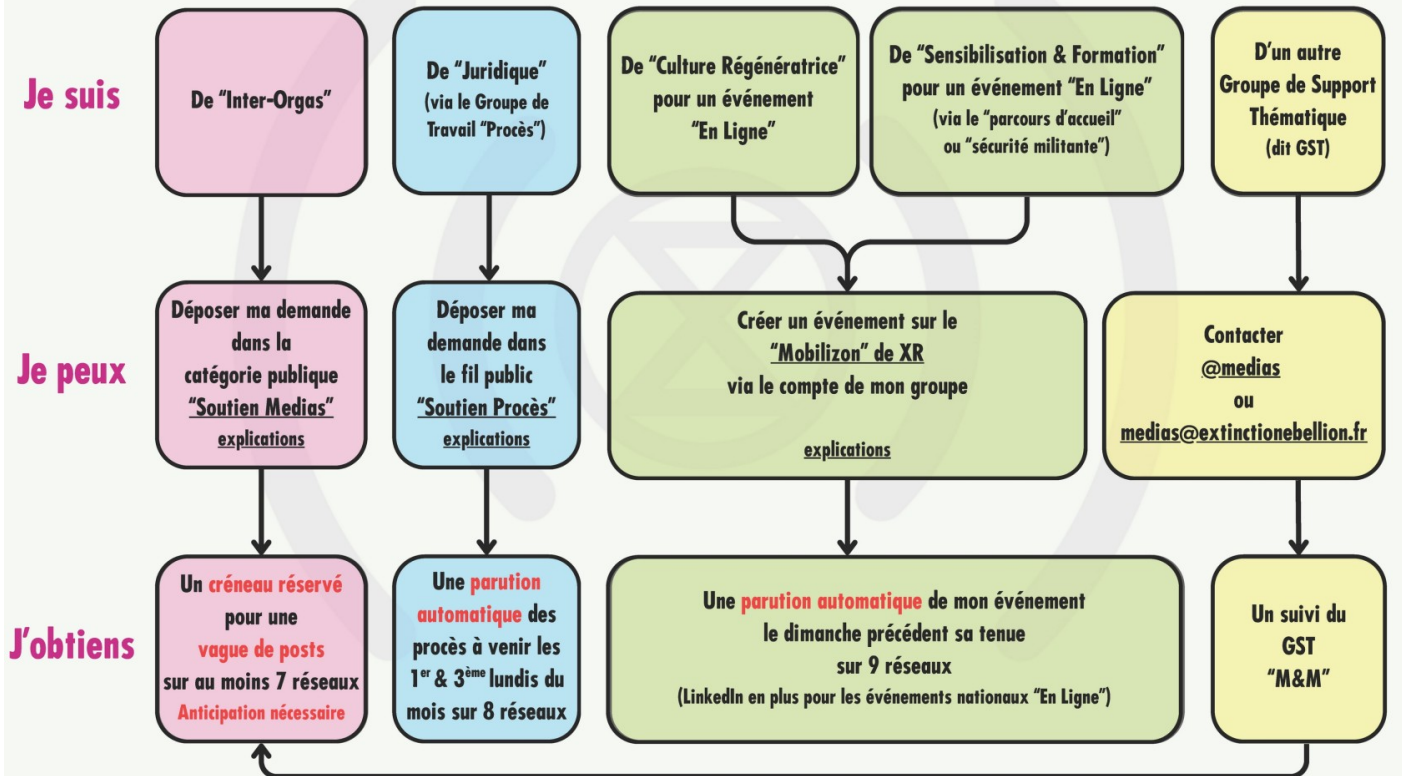 Je suis
De “Inter-Orgas”
De “Juridique”
(via le Groupe de
Travail “Procès”)
De “Culture Régénératrice”
pour un événement
“En Ligne”
De “Sensibilisation & Formation”
pour un événement “En Ligne”
(via le “parcours d’accueil”
ou “sécurité militante”)
D’un autre
Groupe de Support
Thématique
(dit GST)
Je peux
Déposer ma demande
dans la
catégorie publique
“Soutien Medias”
explications
Déposer ma
demande dans
le fil public
“Soutien Procès”
explications
Créer un événement sur le
“Mobilizon” de XR
via le compte de mon groupe
explications
Contacter
@medias
ou
medias@extinctionebellion.fr
J’obtiens
Un créneau réservé
pour une
vague de posts
sur au moins 7 réseaux
Anticipation nécessaire
Une parution
automatique des
procès à venir les
1er & 3ème lundis du
mois sur 8 réseaux
Une parution automatique de mon événement
le dimanche précédent sa tenue
sur 9 réseaux
(LinkedIn en plus pour les événements nationaux “En Ligne”)
Un suivi du
GST
“M&M”